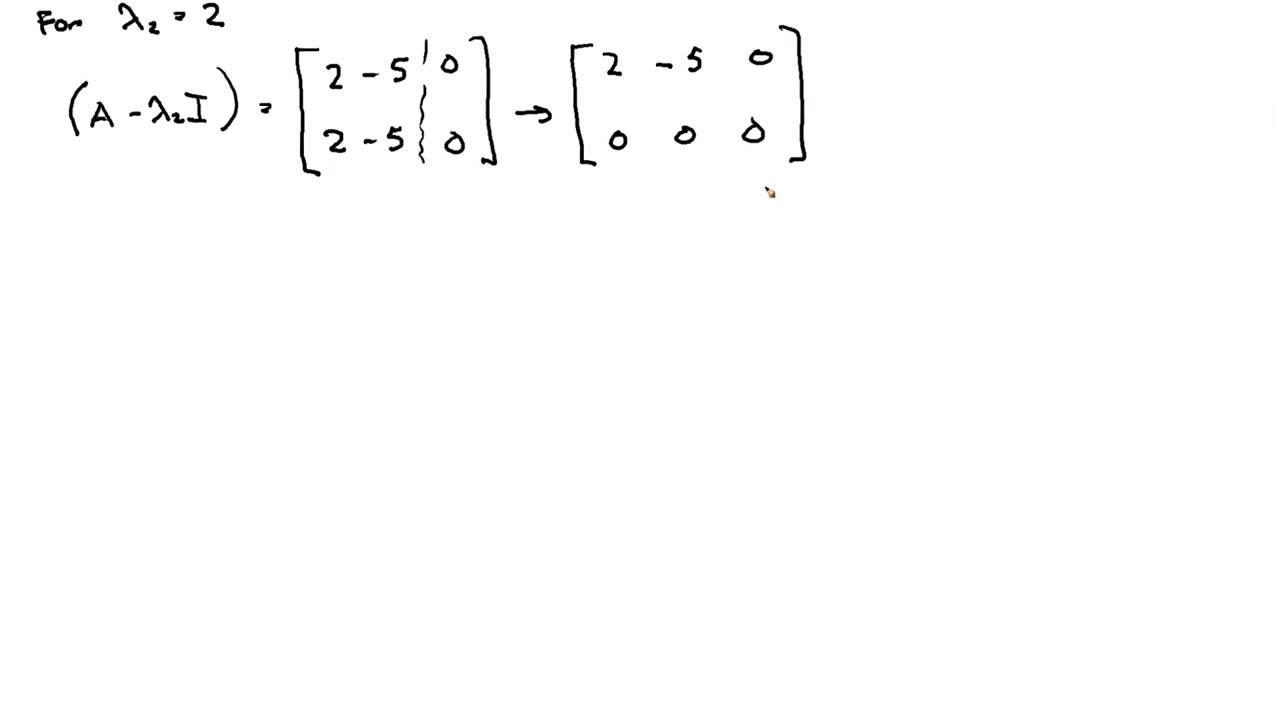 For λ₂ = 2
(A - λ₂I) = [2 - 5 | 0] → [2 - 5 0]
[2 - 5 | 0] [0 0 0]